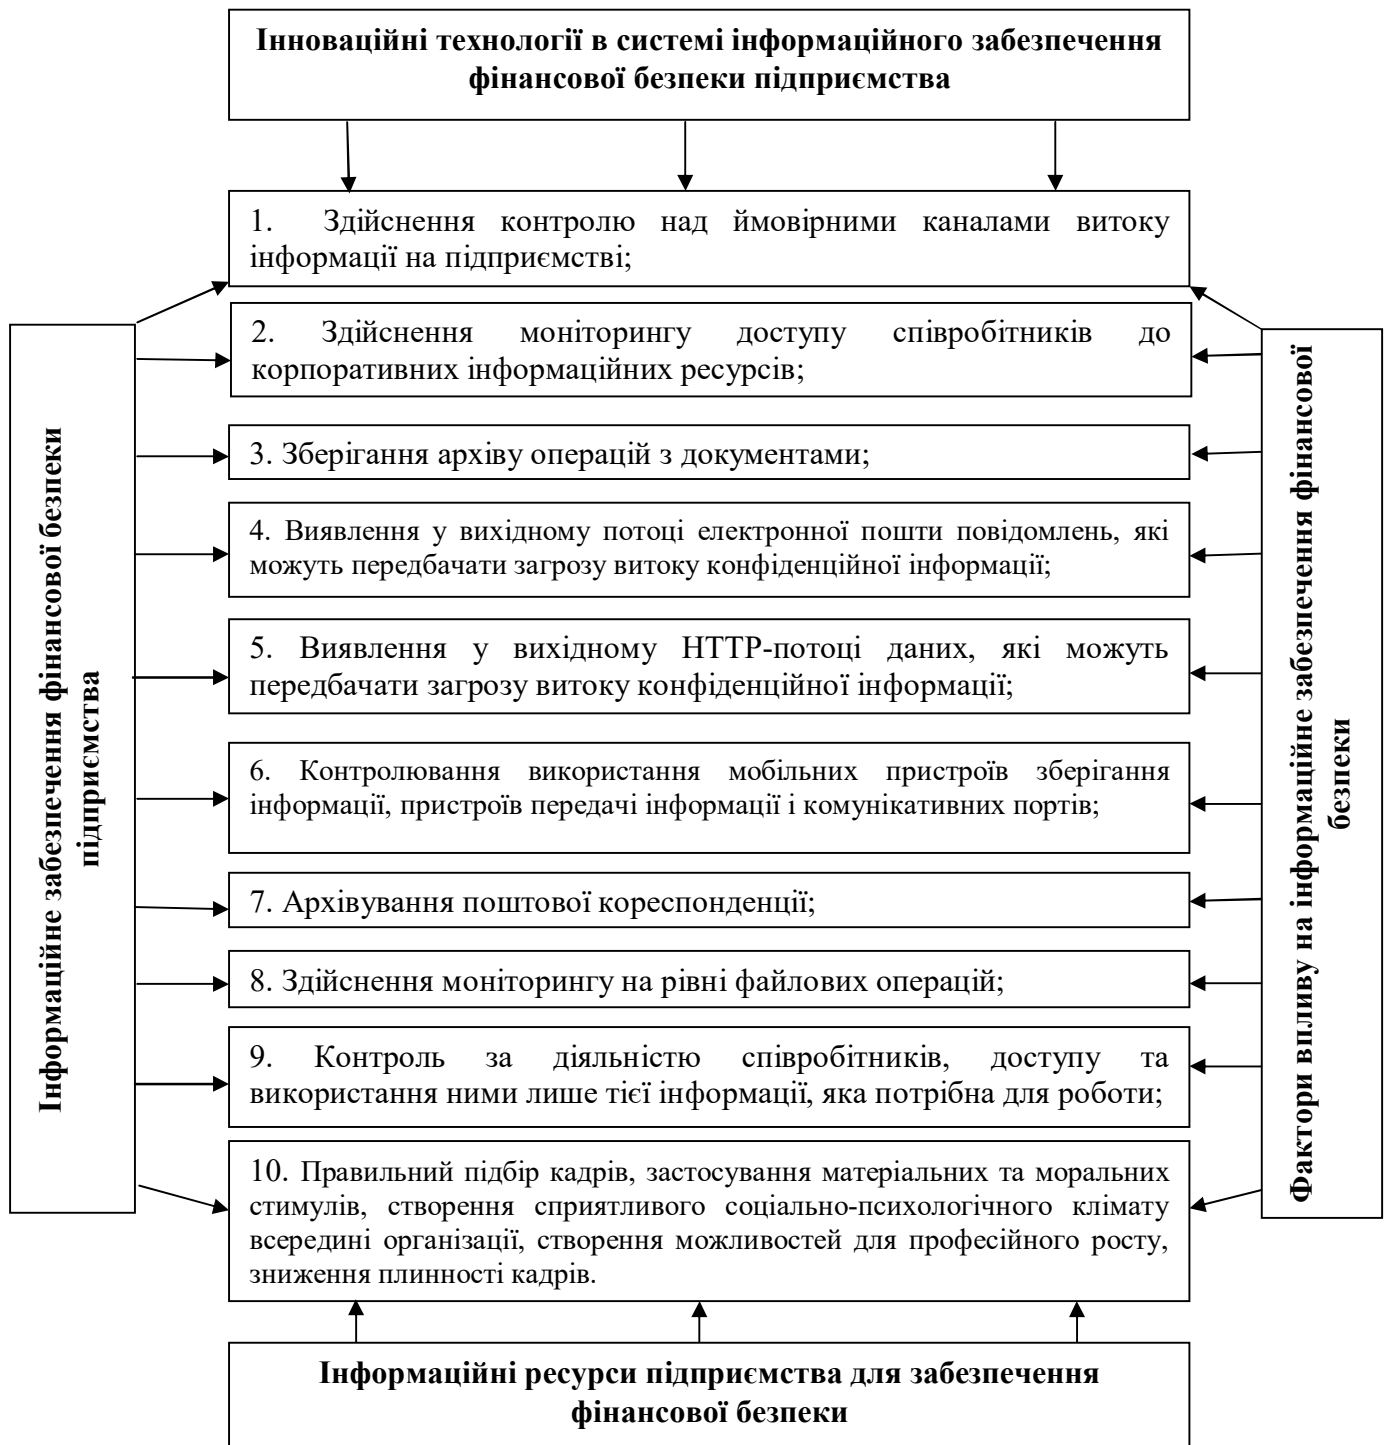 Інноваційні технології в системі інформаційного забезпечення
фінансової безпеки підприємства
1. Здійснення контролю над ймовірними каналами витоку
інформації на підприємстві;
2. Здійснення моніторингу доступу співробітників до
корпоративних інформаційних ресурсів;
3. Зберігання архіву операцій з документами;
4. Виявлення у вихідному потоці електронної пошти повідомлень, які
можуть передбачати загрозу витоку конфіденційної інформації;
5. Виявлення у вихідному HTTP-потоці даних, які можуть
передбачати загрозу витоку конфіденційної інформації;
6. Контролювання використання мобільних пристроїв зберігання
інформації, пристроїв передачі інформації і комунікативних портів;
7. Архівування поштової кореспонденції;
8. Здійснення моніторингу на рівні файлових операцій;
9. Контроль за діяльністю співробітників, доступу та
використання ними лише тієї інформації, яка потрібна для роботи;
10. Правильний підбір кадрів, застосування матеріальних та моральних
стимулів, створення сприятливого соціально-психологічного клімату
всередині організації, створення можливостей для професійного росту,
зниження плинності кадрів.
Інформаційне забезпечення фінансової безпеки
підприємства
Фактори впливу на інформаційне забезпечення фінансової
безпеки
Інформаційні ресурси підприємства для забезпечення
фінансової безпеки